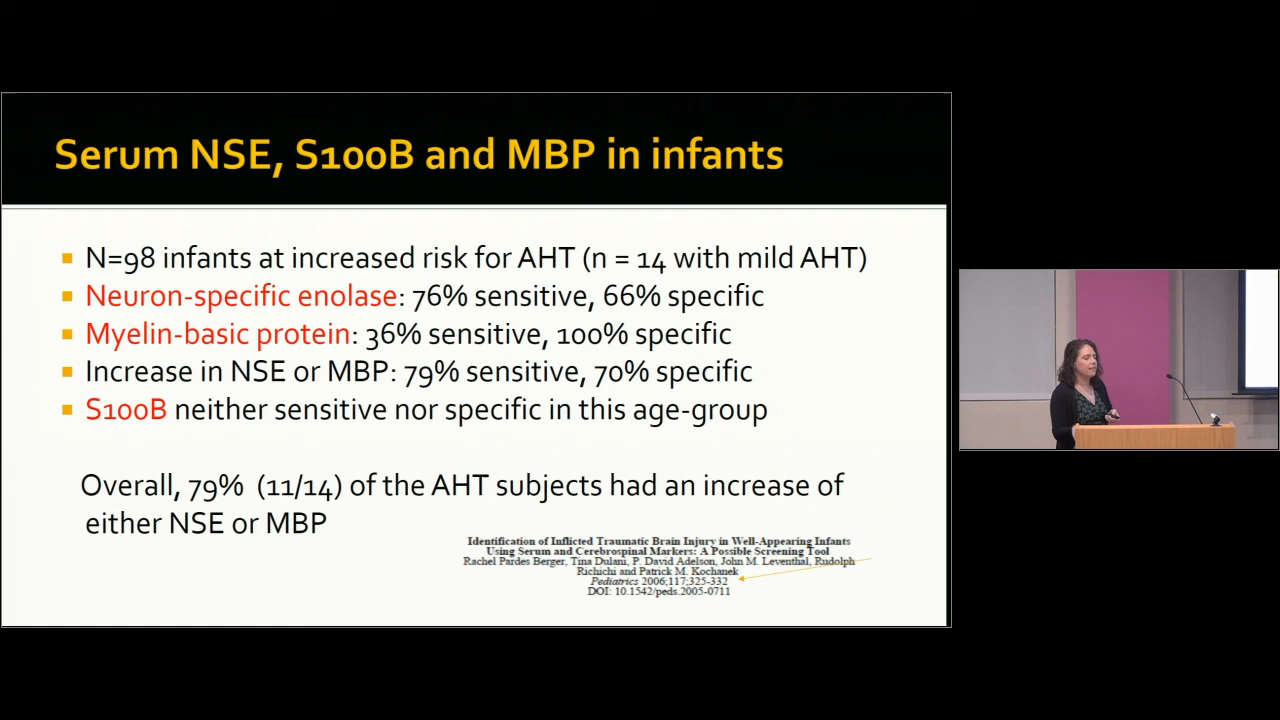 Serum NSE, S100B and MBP in infants
N=98 infants at increased risk for AHT (n = 14 with mild AHT)
Neuron-specific enolase: 76% sensitive, 66% specific
Myelin-basic protein: 36% sensitive, 100% specific
Increase in NSE or MBP: 79% sensitive, 70% specific
S100B neither sensitive nor specific in this age-group
Overall, 79% (11/14) of the AHT subjects had an increase of
either NSE or MBP
Identification of Inflicted Traumatic Brain Injury in Well-Appearing Infants
Using Serum and Cerebrospinal Markers: A Possible Screening Tool
Rachel Pardes Berger, Tina Dulani, P. David Adelson, John M. Leventhal, Rudolph
Richichi and Patrick M. Kochanek
Pediatrics 2006;117;325-332
DOI: 10.1542/peds.2005-0711